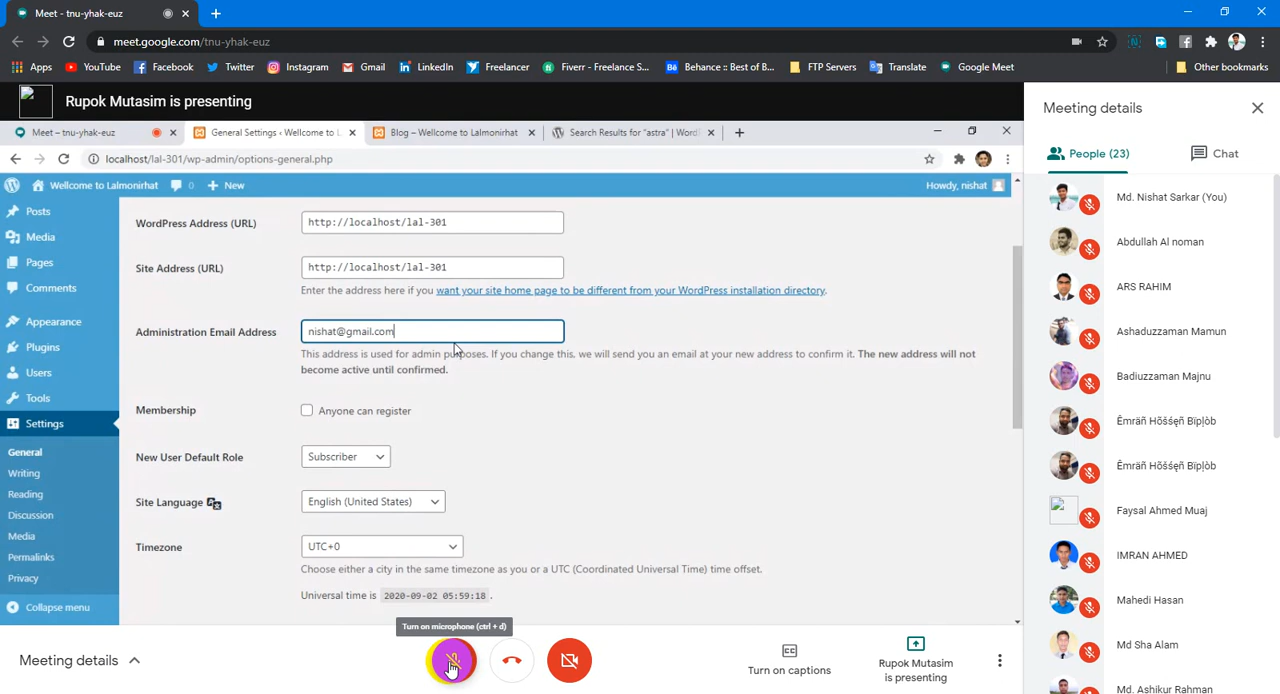 Meet - tnu-yhak-euz
meet.google.com/tnu-yhak-euz
Apps YouTube Facebook Twitter Instagram Gmail LinkedIn Freelancer Fiverr - Freelance S... Behance :: Best of B... FTP Servers Translate Google Meet Other bookmarks
Rupok Mutasim is presenting
Meet – tnu-yhak-euz General Settings ‹ Wellcome to L Blog – Wellcome to Lalmonirhat Search Results for "astra" | Word
localhost/lal-301/wp-admin/options-general.php
Wellcome to Lalmonirhat 0 New Howdy, nishat
Posts
Media
Pages
Comments
Appearance
Plugins
Users
Tools
Settings
General
Writing
Reading
Discussion
Media
Permalinks
Privacy
Collapse menu
WordPress Address (URL) http://localhost/lal-301
Site Address (URL) http://localhost/lal-301
Enter the address here if you want your site home page to be different from your WordPress installation directory.
Administration Email Address nishat@gmail.com
This address is used for admin purposes. If you change this, we will send you an email at your new address to confirm it. The new address will not
become active until confirmed.
Membership Anyone can register
New User Default Role Subscriber
Site Language English (United States)
Timezone UTC+0
Choose either a city in the same timezone as you or a UTC (Coordinated Universal Time) time offset.
Universal time is 2020-09-02 05:59:18 .
Turn on microphone (ctrl + d)
Meeting details
Turn on captions
Rupok Mutasim
is presenting
Meeting details
People (23) Chat
Md. Nishat Sarkar (You)
Abdullah Al noman
ARS RAHIM
Ashaduzzaman Mamun
Badiuzzaman Majnu
Êmräñ Hõššęñ Bïpļòb
Êmräñ Hõššęñ Bïpļòb
Faysal Ahmed Muaj
IMRAN AHMED
Mahedi Hasan
Md Sha Alam
Md. Ashikur Rahman